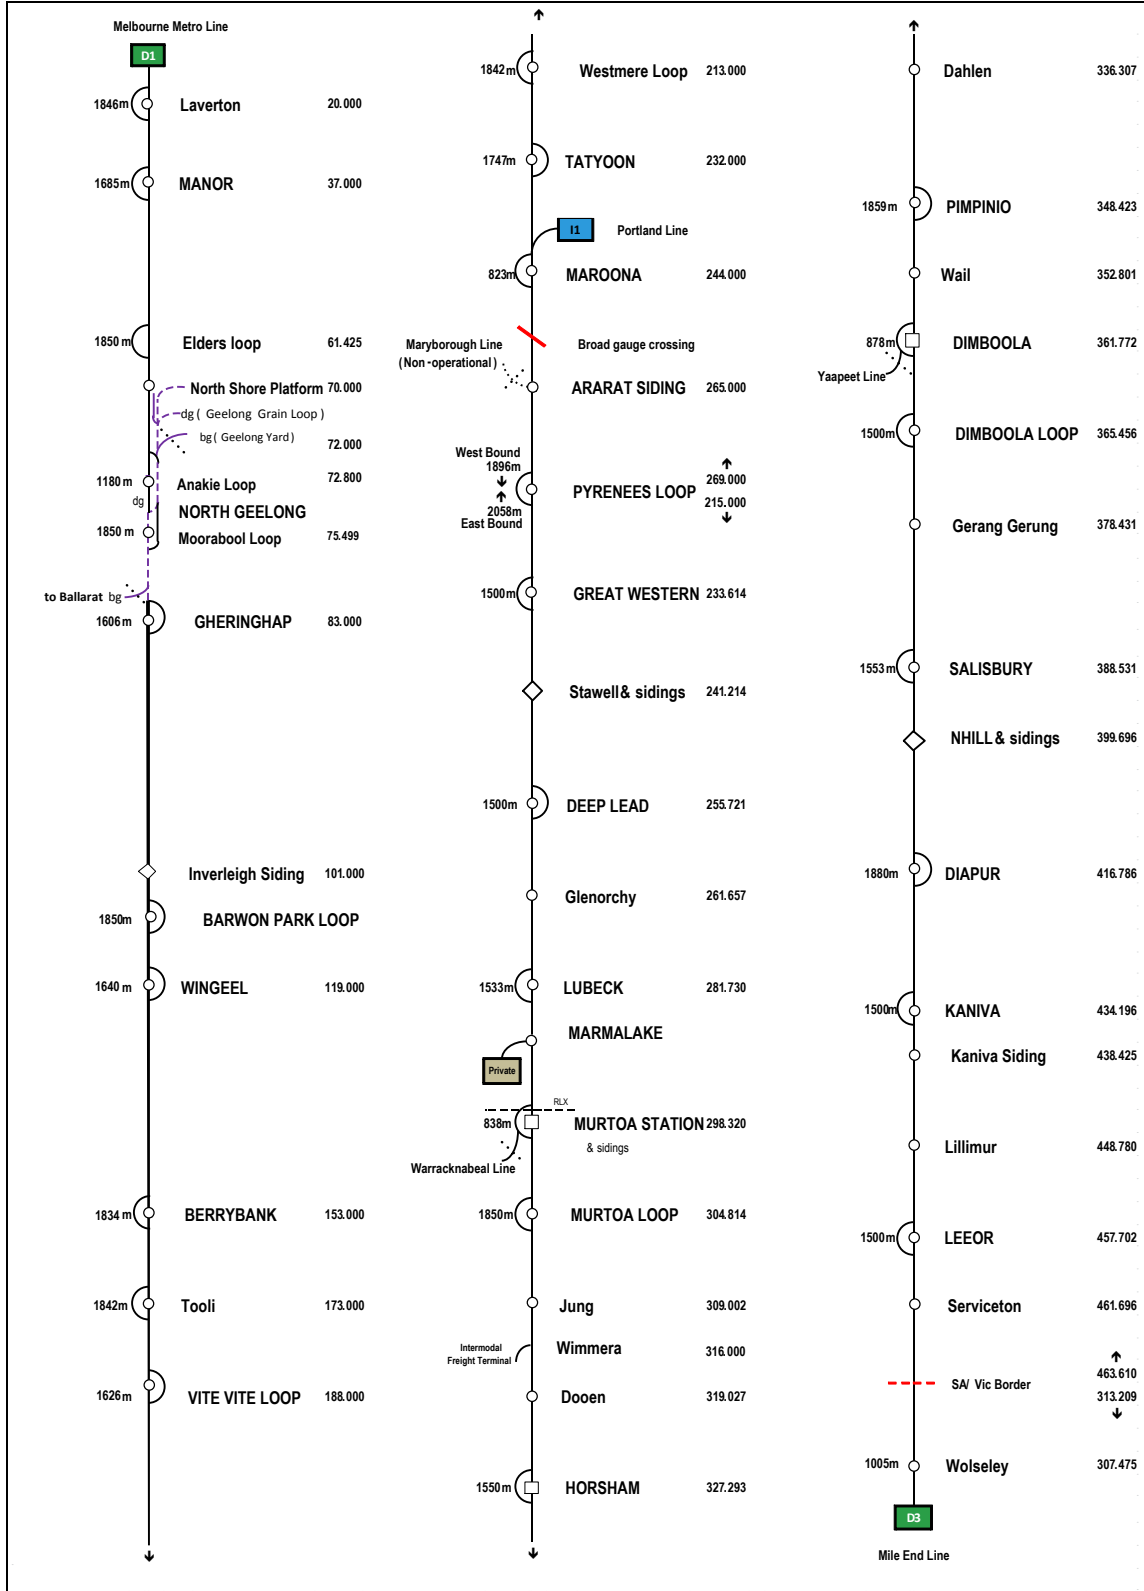 Melbourne Metro Line
D1
1846m Laverton 20.000
1685m MANOR 37.000
1850 m Elders loop 61.425
North Shore Platform 70.000
dg ( Geelong Grain Loop )
bg ( Geelong Yard ) 72.000
1180 m Anakie Loop 72.800
dg
NORTH GEELONG
1850 m Moorabool Loop 75.499
to Ballarat bg
1606 m GHERINGHAP 83.000
Inverleigh Siding 101.000
1850m BARWON PARK LOOP
1640 m WINGEEL 119.000
1834 m BERRYBANK 153.000
1842m Tooli 173.000
1626 m VITE VITE LOOP 188.000
1842 m Westmere Loop 213.000
1747m TATYOON 232.000
I1 Portland Line
823m MAROONA 244.000
Maryborough Line
(Non-operational)
Broad gauge crossing
ARARAT SIDING 265.000
West Bound
1896m
2058m
East Bound
PYRENEES LOOP
269.000
215.000
1500m GREAT WESTERN 233.614
Stawell & sidings 241.214
1500m DEEP LEAD 255.721
Glenorchy 261.657
1533m LUBECK 281.730
MARMALAKE
Private
RLX
838m MURTOA STATION 298.320
& sidings
Warracknabeal Line
1850m MURTOA LOOP 304.814
Jung 309.002
Intermodal
Freight Terminal
Wimmera 316.000
Dooen 319.027
1550 m HORSHAM 327.293
Dahlen 336.307
1859 m PIMPINIO 348.423
Wail 352.801
878m DIMBOOLA 361.772
Yaapeet Line
1500m DIMBOOLA LOOP 365.456
Gerang Gerung 378.431
1553 m SALISBURY 388.531
NHILL & sidings 399.696
1880m DIAPUR 416.786
1500m KANIVA 434.196
Kaniva Siding 438.425
Lillimur 448.780
1500m LEEOR 457.702
Serviceton 461.696
463.610
SA/ Vic Border
313.209
1005m Wolseley 307.475
D3
Mile End Line